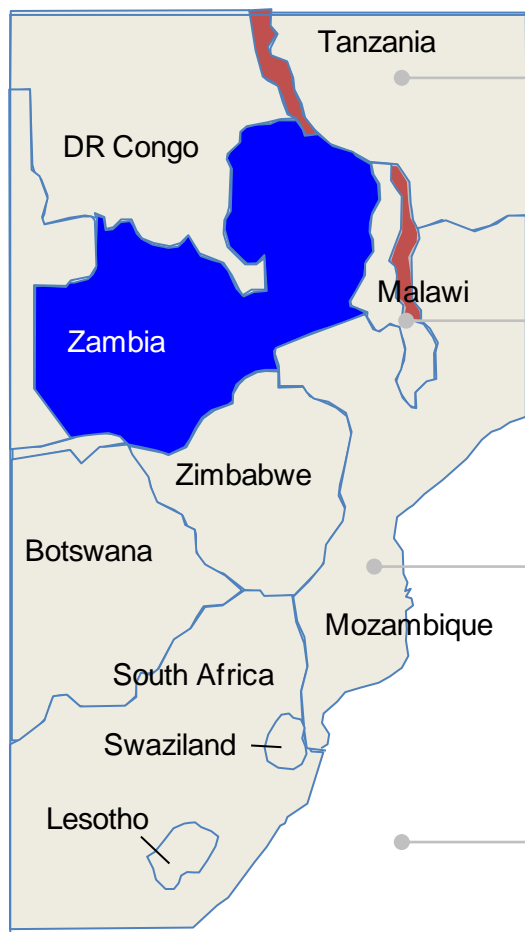 Tanzania
DR Congo
Malawi
Zambia
Zimbabwe
Botswana
Mozambique
South Africa
Swaziland
Lesotho